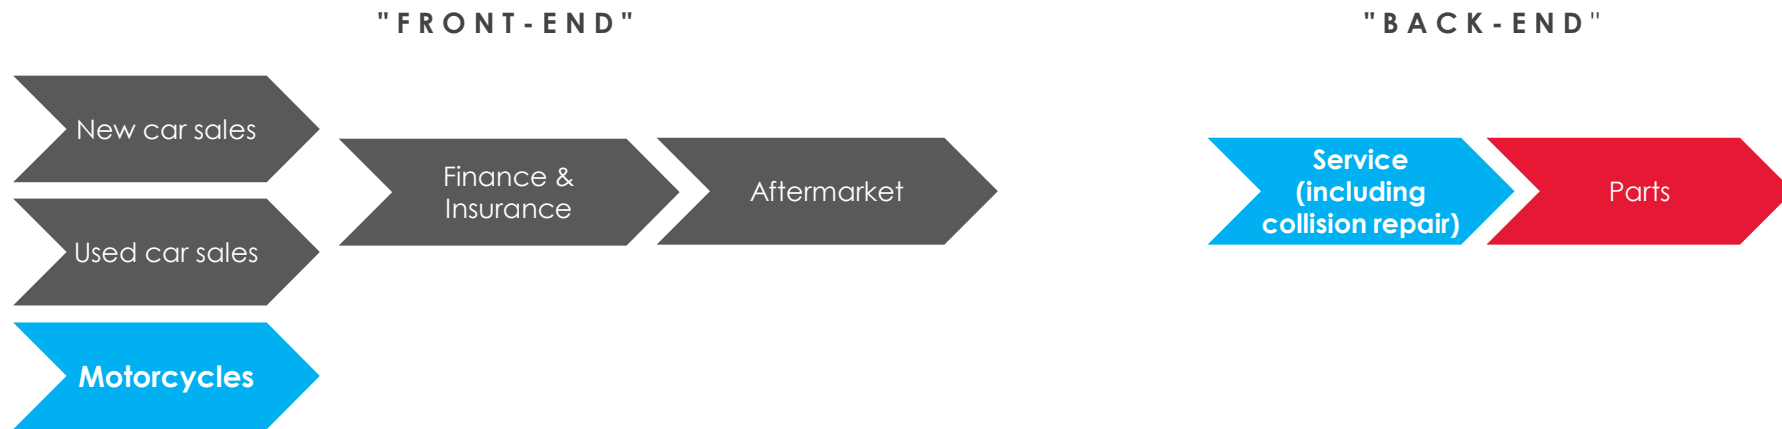 "FRONT-END"
"BACK-END"
New car sales
Used car sales
Motorcycles
Finance &
Insurance
Aftermarket
Service
(including
collision repair)
Parts